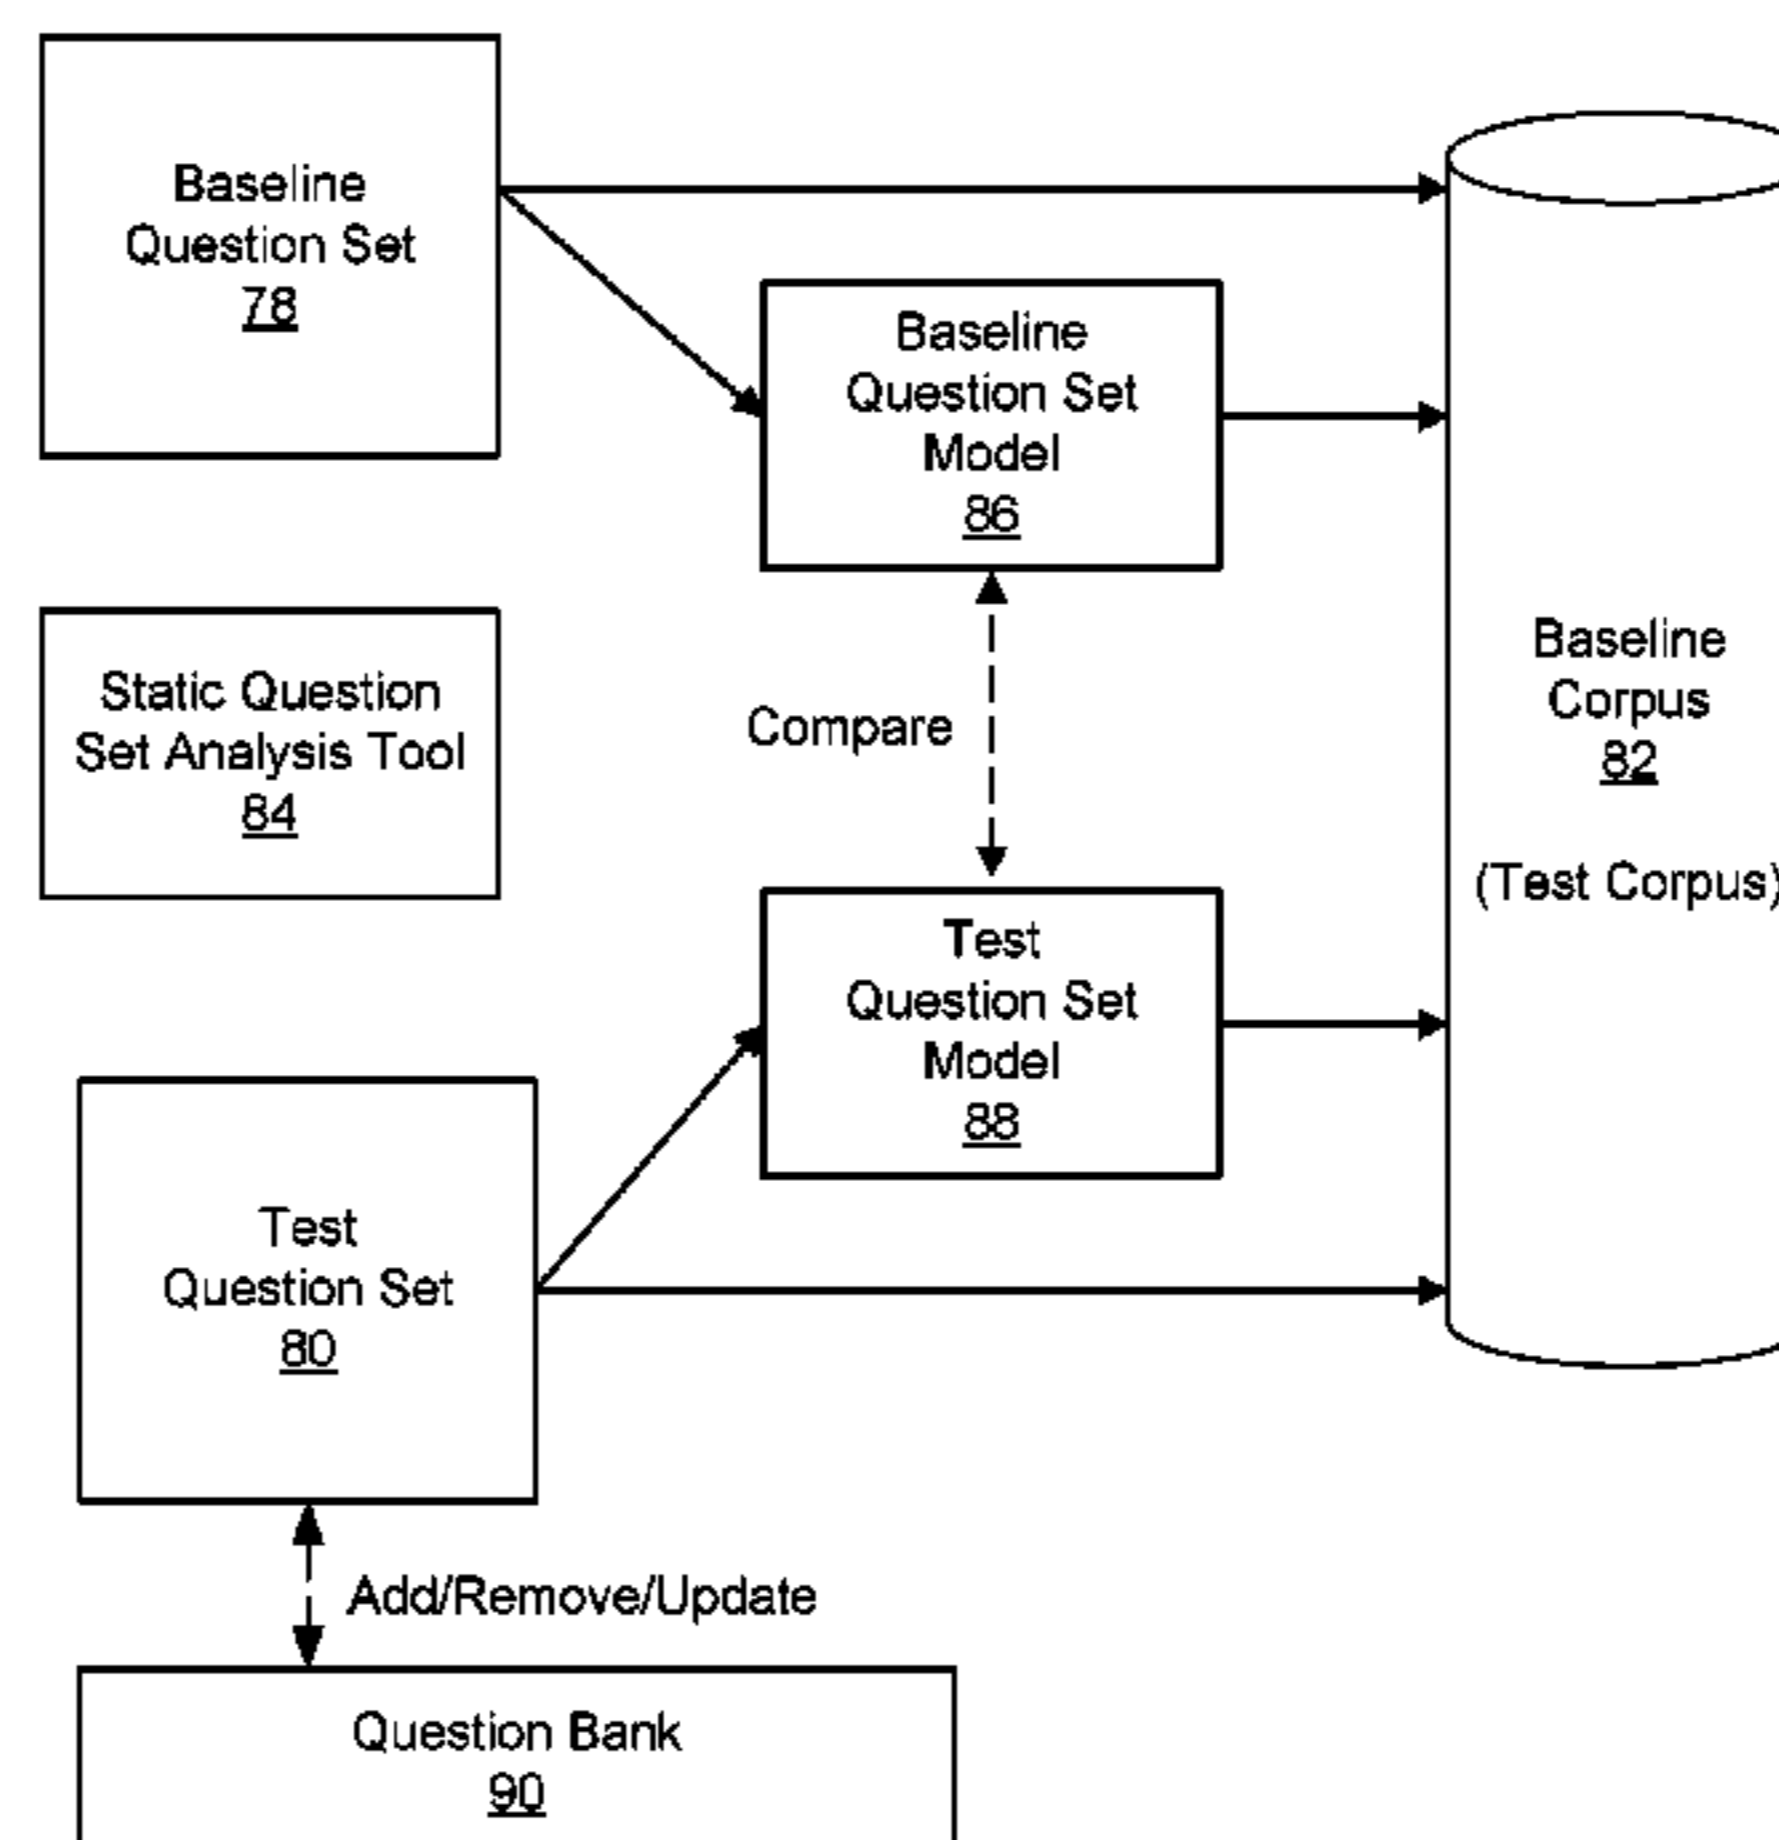 Baseline
Question Set
78
Baseline
Question Set
Model
86
Static Question
Set Analysis Tool
84
Compare
Baseline
Corpus
82
(Test Corpus)
Test
Question Set
Model
88
Test
Question Set
80
Add/Remove/Update
Question Bank
90